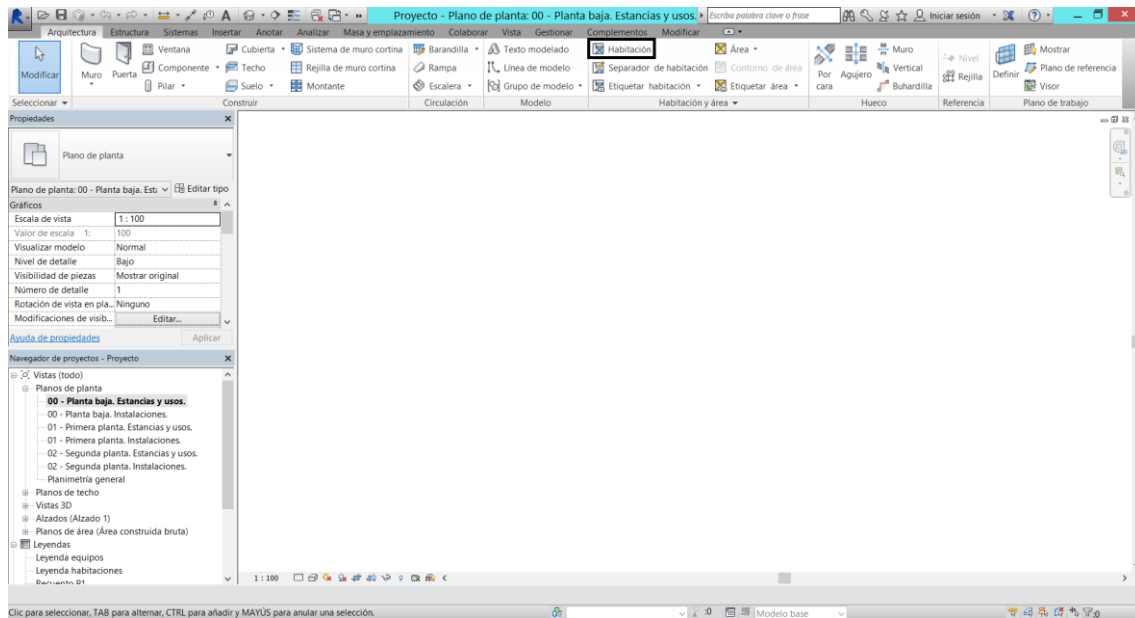 Proyecto - Plano de planta: 00 - Planta baja. Estancias y usos. Escriba palabra clave o frase Iniciar sesión
Arquitectura Estructura Sistemas Insertar Anotar Analizar Masa y emplazamiento Colaborar Vista Gestionar Complementos Modificar
Ventana Cubierta Sistema de muro cortina Barandilla Texto modelado Habitación Área Muro Nivel Mostrar
Modificar Muro Puerta Componente Techo Rejilla de muro cortina Rampa Línea de modelo Separador de habitación Contorno de área Por cara Agujero Vertical Rejilla Definir Plano de referencia
Pilar Suelo Montante Escalera Grupo de modelo Etiquetar habitación Etiquetar área Buhardilla Visor
Seleccionar Construir Circulación Modelo Habitación y área Hueco Referencia Plano de trabajo
Propiedades
Plano de planta
Plano de planta: 00 - Planta baja. Est Editar tipo
Gráficos
Escala de vista 1 : 100
Valor de escala 1: 100
Visualizar modelo Normal
Nivel de detalle Bajo
Visibilidad de piezas Mostrar original
Número de detalle 1
Rotación de vista en pla... Ninguno
Modificaciones de visib... Editar...
Ayuda de propiedades Aplicar
Navegador de proyectos - Proyecto
Vistas (todo)
Planos de planta
00 - Planta baja. Estancias y usos.
00 - Planta baja. Instalaciones.
01 - Primera planta. Estancias y usos.
01 - Primera planta. Instalaciones.
02 - Segunda planta. Estancias y usos.
02 - Segunda planta. Instalaciones.
Planimetría general
Planos de techo
Vistas 3D
Alzados (Alzado 1)
Planos de área (Área construida bruta)
Leyendas
Leyenda equipos
Leyenda habitaciones
Recuento P1
1 : 100
Clic para seleccionar, TAB para alternar, CTRL para añadir y MAYÚS para anular una selección. :0 Modelo base :0